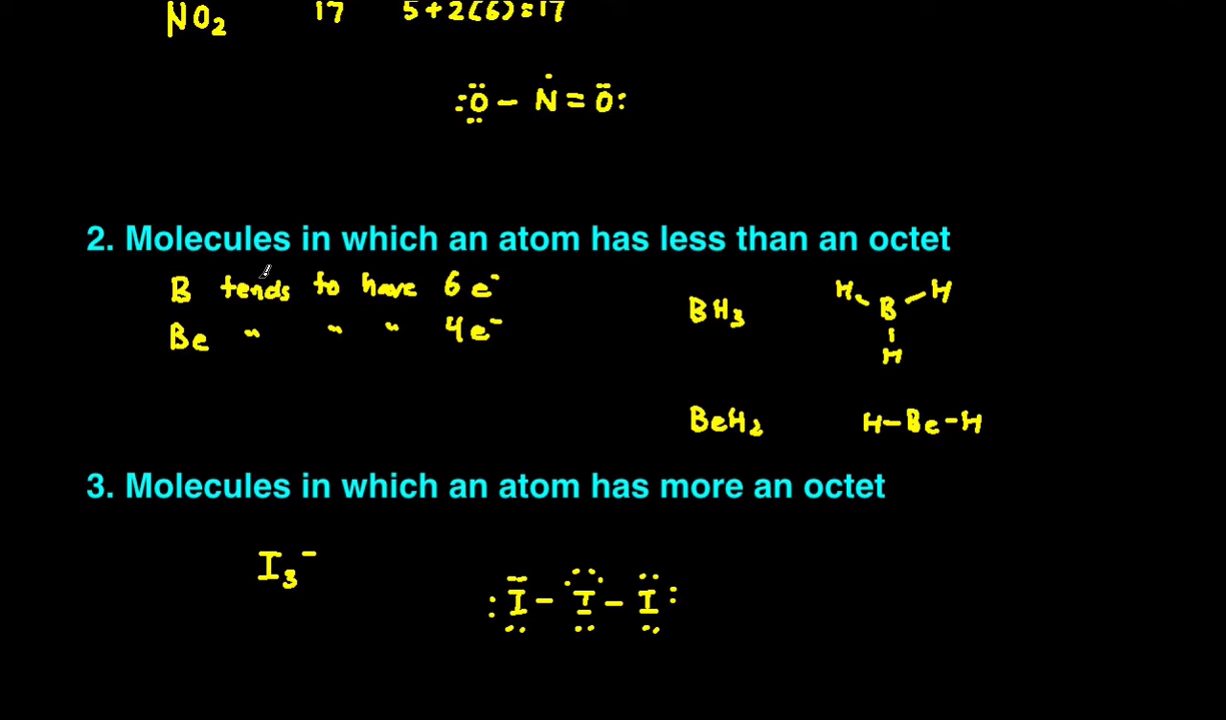 NO₂ 17 5+2(6)=17
:Ö – N = Ö:
2. Molecules in which an atom has less than an octet
B tends to have 6 e⁻
Be " " " 4 e⁻
BH₃
H B H
H
BeH₂ H–Be–H
3. Molecules in which an atom has more an octet
I₃⁻
:I – I – I: